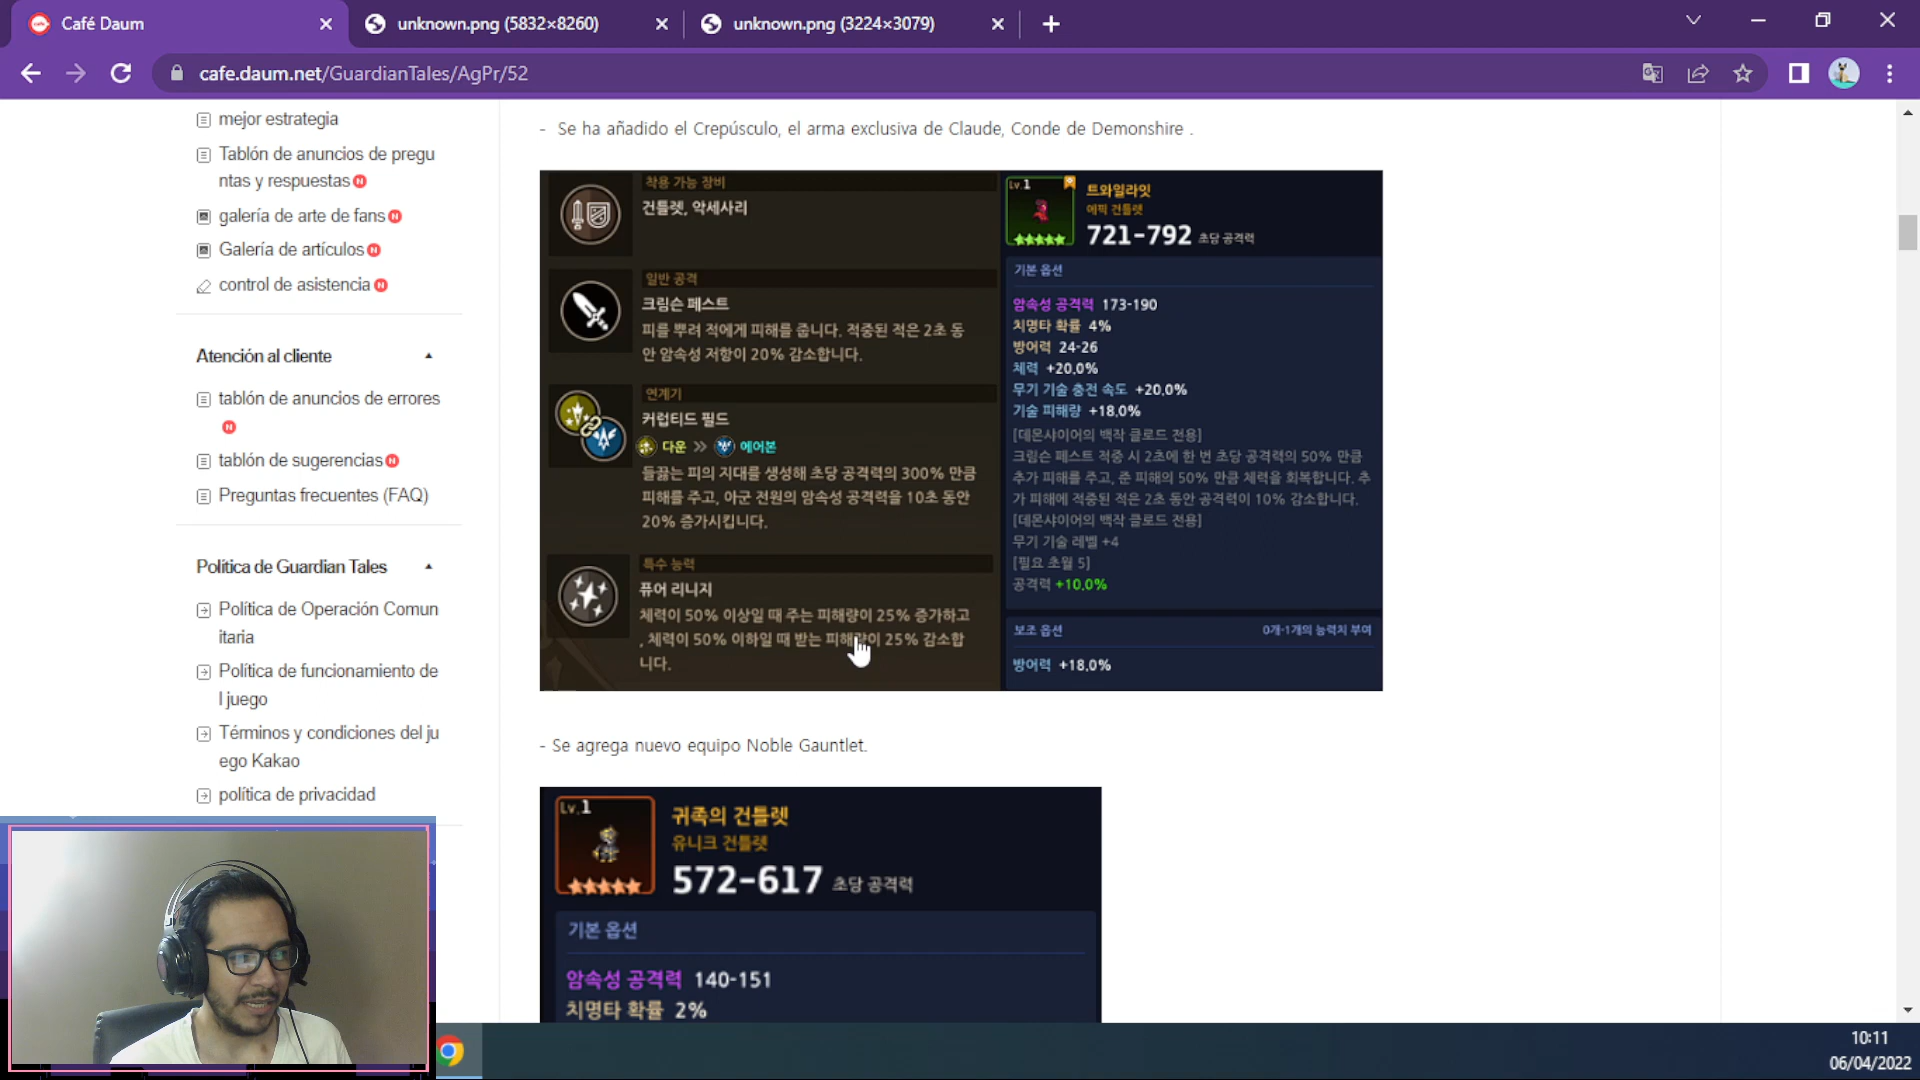 Café Daum
unknown.png (5832×8260)
unknown.png (3224×3079)
cafe.daum.net/GuardianTales/AgPr/52
mejor estrategia
Tablón de anuncios de pregu
ntas y respuestas N
galería de arte de fans N
Galería de artículos N
control de asistencia N
Atención al cliente
tablón de anuncios de errores
N
tablón de sugerencias N
Preguntas frecuentes (FAQ)
Política de Guardian Tales
Política de Operación Comun
itaria
Política de funcionamiento de
l juego
Términos y condiciones del ju
ego Kakao
política de privacidad
- Se ha añadido el Crepúsculo, el arma exclusiva de Claude, Conde de Demonshire .
착용 가능 장비
건틀렛, 악세사리
일반 공격
크림슨 페스트
피를 뿌려 적에게 피해를 줍니다. 적중된 적은 2초 동
안 암속성 저항이 20% 감소합니다.
연계기
커럽티드 필드
다운 >> 에어본
들끓는 피의 지대를 생성해 초당 공격력의 300% 만큼
피해를 주고, 아군 전원의 암속성 공격력을 10초 동안
20% 증가시킵니다.
특수 능력
퓨어 리니지
체력이 50% 이상일 때 주는 피해량이 25% 증가하고
, 체력이 50% 이하일 때 받는 피해량이 25% 감소합
니다.
Lv.1
트와일라잇
에픽 건틀렛
721-792 초당 공격력
기본 옵션
암속성 공격력 173-190
치명타 확률 4%
방어력 24-26
체력 +20.0%
무기 기술 충전 속도 +20.0%
기술 피해량 +18.0%
[데몬샤이어의 백작 클로드 전용]
크림슨 페스트 적중 시 2초에 한 번 초당 공격력의 50% 만큼
추가 피해를 주고, 준 피해의 50% 만큼 체력을 회복합니다. 추
가 피해에 적중된 적은 2초 동안 공격력이 10% 감소합니다.
[데몬샤이어의 백작 클로드 전용]
무기 기술 레벨 +4
[필요 초월 5]
공격력 +10.0%
보조 옵션 0개-1개의 능력치 부여
방어력 +18.0%
- Se agrega nuevo equipo Noble Gauntlet.
Lv.1
귀족의 건틀렛
유니크 건틀렛
572-617 초당 공격력
기본 옵션
암속성 공격력 140-151
치명타 확률 2%
10:11
06/04/2022